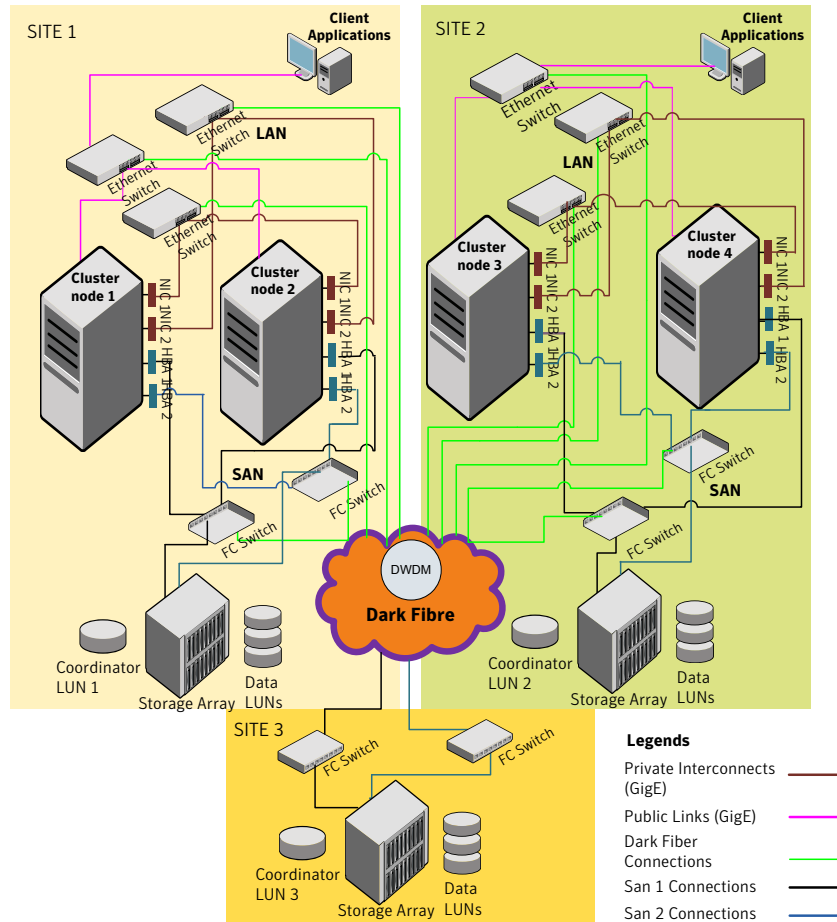 SITE 1
Client
Applications
Ethernet
Switch
LAN
Ethernet
Switch
Ethernet
Switch
Cluster
node 1
NIC 1
NIC 2
HBA 1
HBA 2
Cluster
node 2
NIC 1
NIC 2
HBA 1
HBA 2
SAN
FC Switch
FC Switch
Coordinator
LUN 1
Storage Array
Data
LUNs
SITE 2
Client
Applications
Ethernet
Switch
Ethernet
Switch
LAN
Ethernet
Switch
Cluster
node 3
NIC 1
NIC 2
HBA 1
HBA 2
Cluster
node 4
NIC 1
NIC 2
HBA 1
HBA 2
SAN
FC Switch
FC Switch
Coordinator
LUN 2
Storage Array
Data
LUNs
DWDM
Dark Fibre
SITE 3
FC Switch
FC Switch
Coordinator
LUN 3
Storage Array
Data
LUNs
Legends
Private Interconnects
(GigE)
Public Links (GigE)
Dark Fiber
Connections
San 1 Connections
San 2 Connections